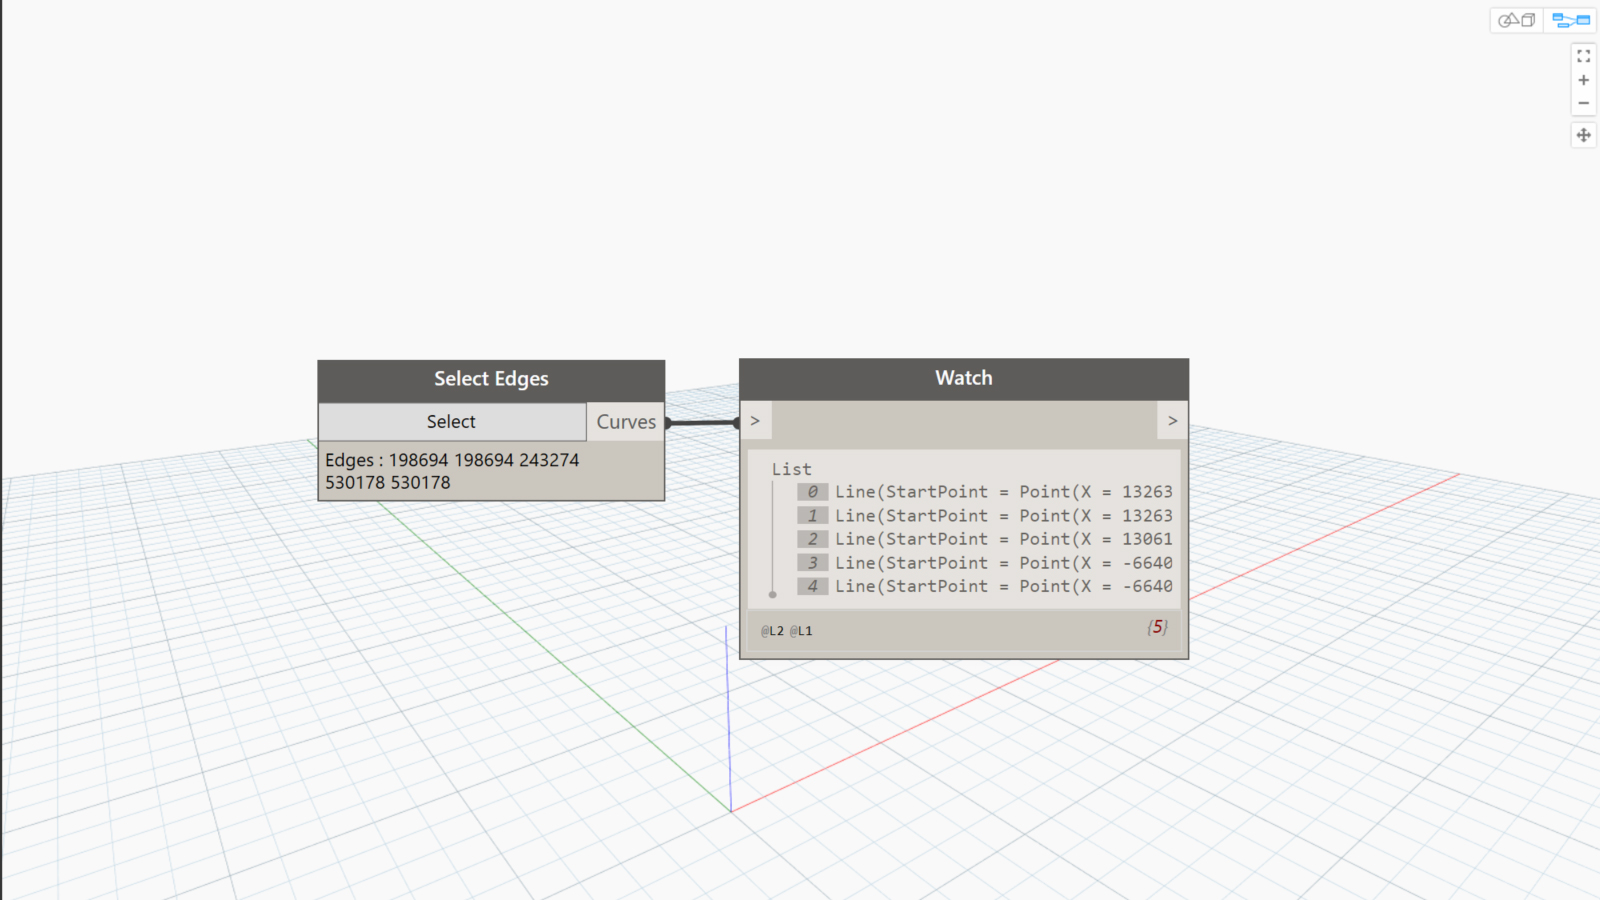 Select Edges
Select
Curves
Edges : 198694 198694 243274
530178 530178
Watch
>
>
List
0 Line(StartPoint = Point(X = 13263
1 Line(StartPoint = Point(X = 13263
2 Line(StartPoint = Point(X = 13061
3 Line(StartPoint = Point(X = -6640
4 Line(StartPoint = Point(X = -6640
@L2 @L1
{5}